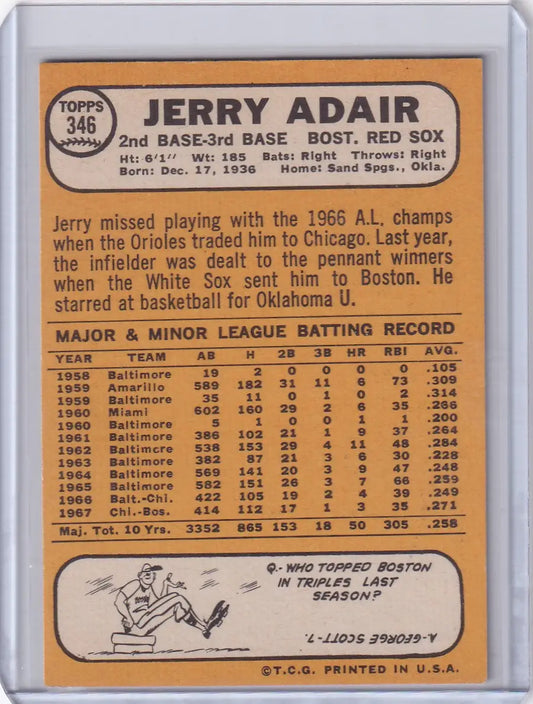 TOPPS
346
JERRY ADAIR
2nd BASE-3rd BASE BOST. RED SOX
Ht: 6'1" Wt: 185 Bats: Right Throws: Right
Born: Dec. 17, 1936 Home: Sand Spgs., Okla.
Jerry missed playing with the 1966 A.L. champs
when the Orioles traded him to Chicago. Last year,
the infielder was dealt to the pennant winners
when the White Sox sent him to Boston. He
starred at basketball for Oklahoma U.
MAJOR & MINOR LEAGUE BATTING RECORD
YEAR TEAM AB H 2B 3B HR RBI AVG.
1958 Baltimore 19 2 0 0 0 0 .105
1959 Amarillo 589 182 31 11 6 73 .309
1959 Baltimore 35 11 0 1 0 2 .314
1960 Miami 602 160 29 2 6 35 .266
1960 Baltimore 5 1 0 0 1 1 .200
1961 Baltimore 386 102 21 1 9 37 .264
1962 Baltimore 538 153 29 4 11 48 .284
1963 Baltimore 382 87 21 3 6 30 .228
1964 Baltimore 569 141 20 3 9 47 .248
1965 Baltimore 582 151 26 3 7 66 .259
1966 Balt.-Chi. 422 105 19 2 4 39 .249
1967 Chi.-Bos. 414 112 17 1 3 35 .271
Maj. Tot. 10 Yrs. 3352 865 153 18 50 305 .258
Q.- WHO TOPPED BOSTON
IN TRIPLES LAST
SEASON?
A.- GEORGE SCOTT - 7.
©T.C.G. PRINTED IN U.S.A.